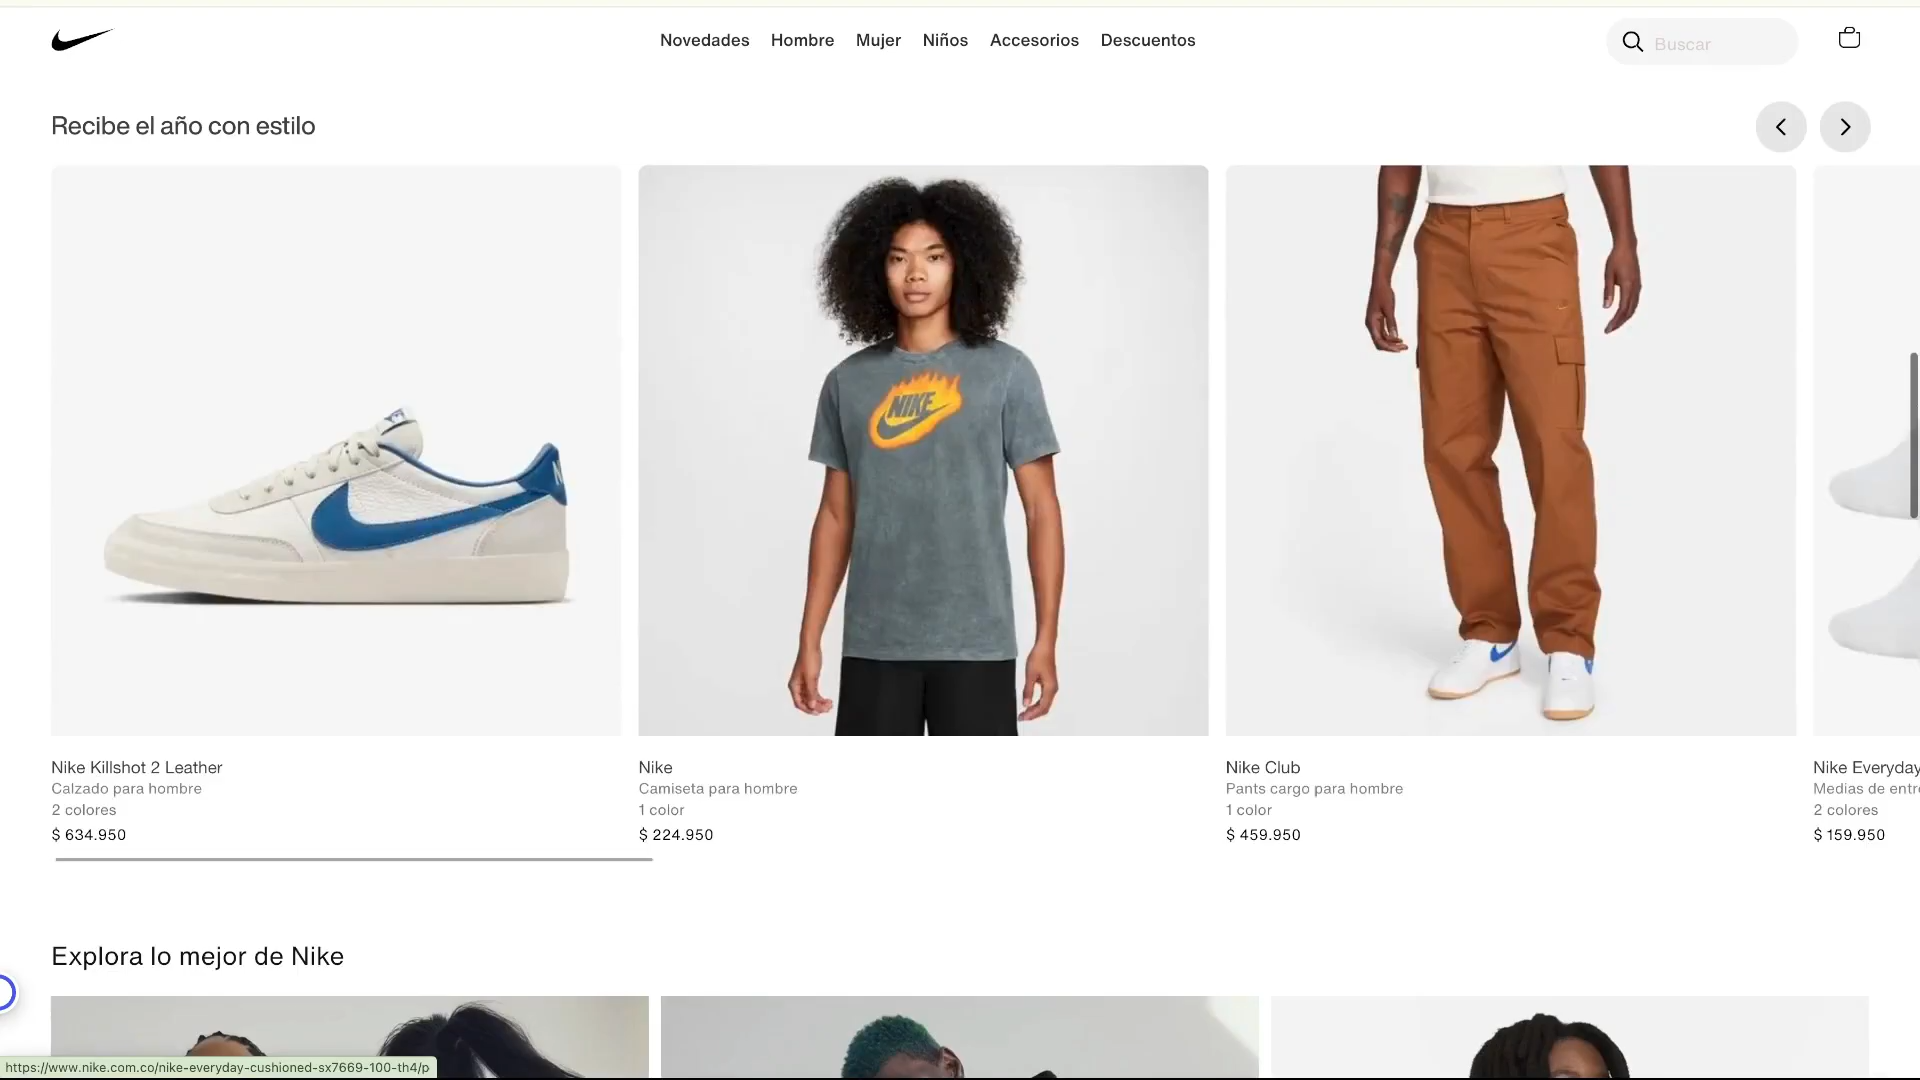 Novedades Hombre Mujer Niños Accesorios Descuentos
Buscar
Recibe el año con estilo
NIKE
Nike Killshot 2 Leather
Calzado para hombre
2 colores
$ 634.950
Nike
Camiseta para hombre
1 color
$ 224.950
Nike Club
Pants cargo para hombre
1 color
$ 459.950
Nike Everyday
Medias de entre
2 colores
$ 159.950
Explora lo mejor de Nike
https://www.nike.com.co/nike-everyday-cushioned-sx7669-100-th4/p